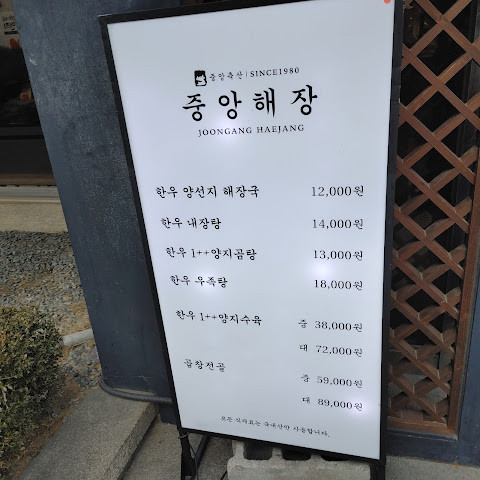 중앙축산 | SINCE1980
중앙해장
JOONGANG HAEJANG
한우 양선지 해장국 12,000원
한우 내장탕 14,000원
한우 1++양지곰탕 13,000원
한우 우족탕 18,000원
한우 1++양지수육 중 38,000원
대 72,000원
곱창전골 중 59,000원
대 89,000원
모든 식재료는 국내산만 사용합니다.